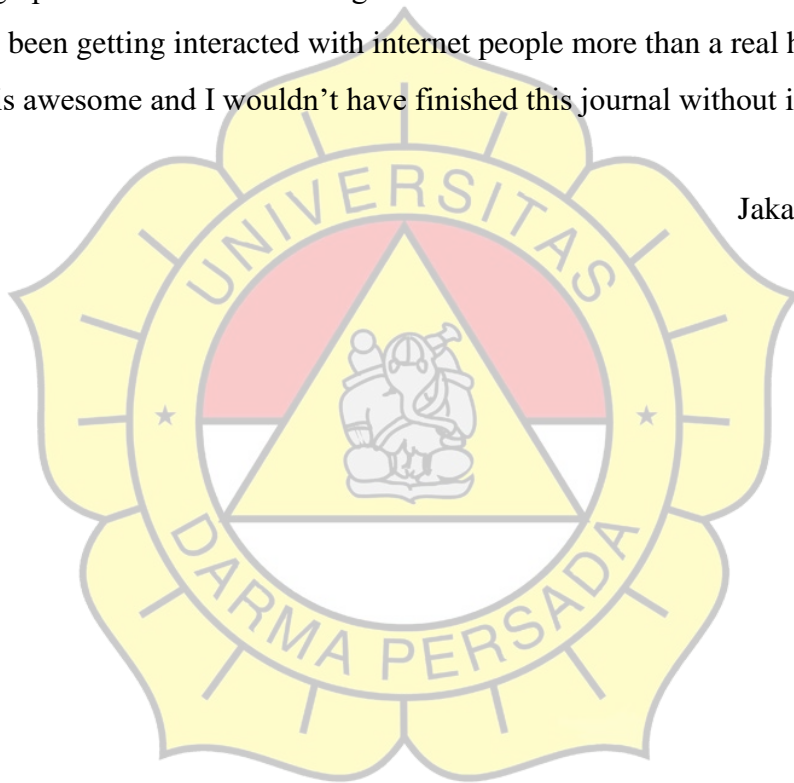 been getting interacted with internet people more than a real h
is awesome and I wouldn’t have finished this journal without i
Jaka
UNIVERSITAS
DARMA PERSADA